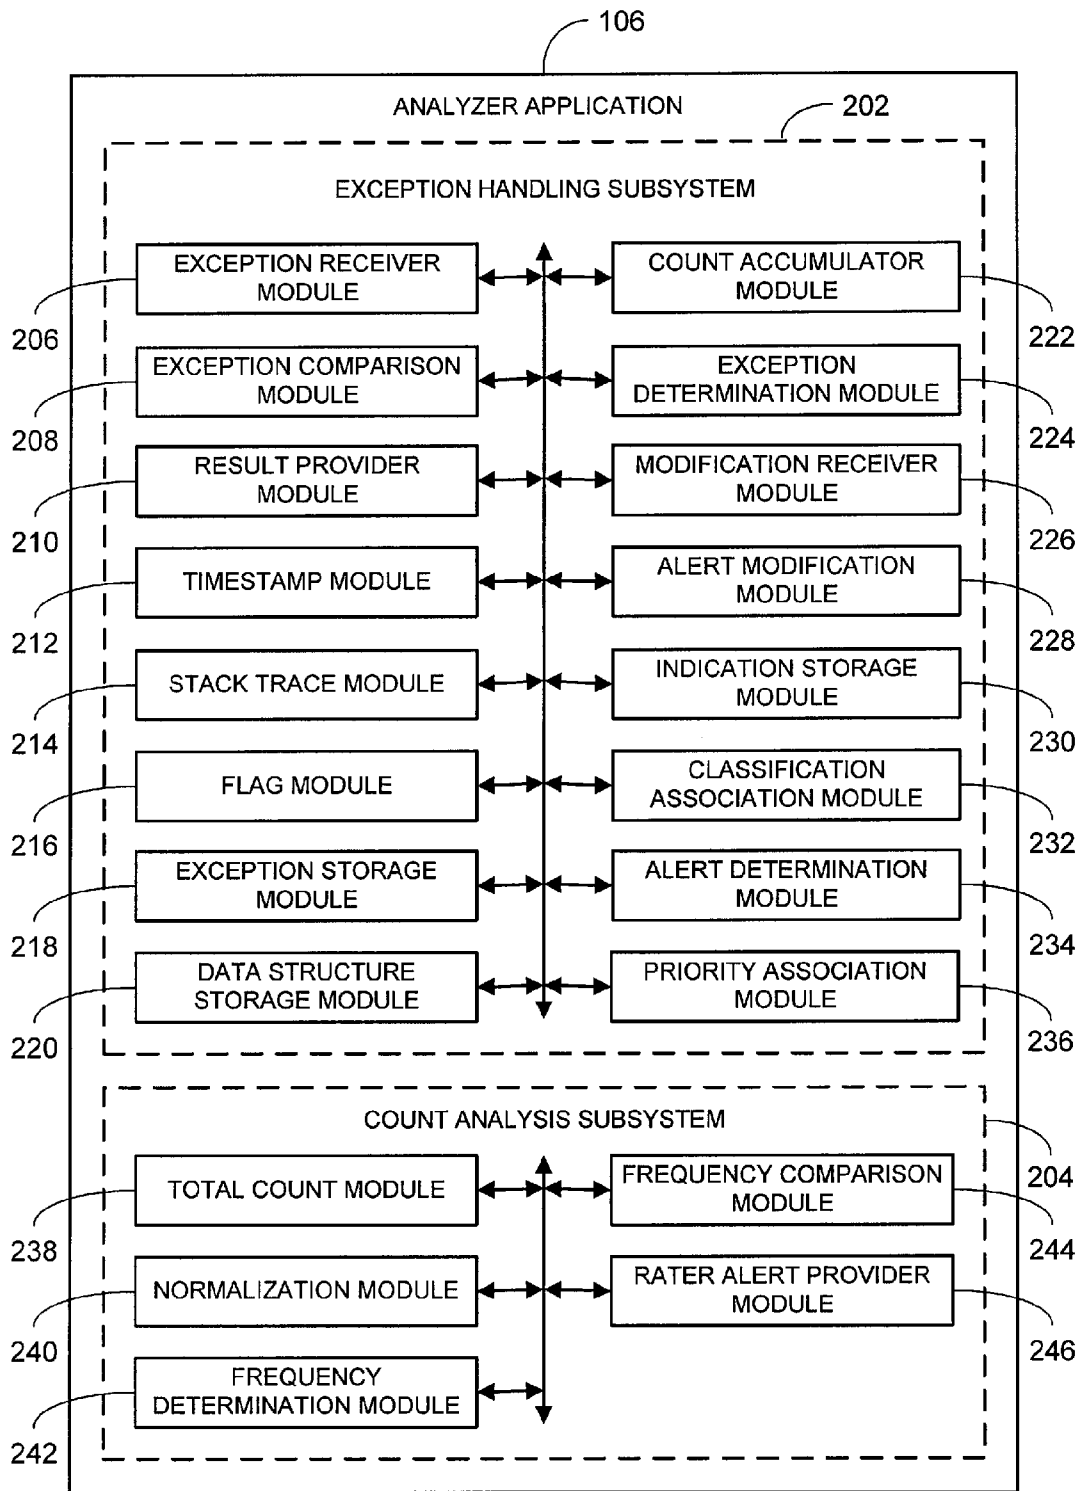 106
ANALYZER APPLICATION
202
EXCEPTION HANDLING SUBSYSTEM
EXCEPTION RECEIVER
MODULE
206
COUNT ACCUMULATOR
MODULE
222
EXCEPTION COMPARISON
MODULE
208
EXCEPTION
DETERMINATION MODULE
224
RESULT PROVIDER
MODULE
210
MODIFICATION RECEIVER
MODULE
226
TIMESTAMP MODULE
212
ALERT MODIFICATION
MODULE
228
STACK TRACE MODULE
214
INDICATION STORAGE
MODULE
230
FLAG MODULE
216
CLASSIFICATION
ASSOCIATION MODULE
232
EXCEPTION STORAGE
MODULE
218
ALERT DETERMINATION
MODULE
234
DATA STRUCTURE
STORAGE MODULE
220
PRIORITY ASSOCIATION
MODULE
236
COUNT ANALYSIS SUBSYSTEM
204
TOTAL COUNT MODULE
238
FREQUENCY COMPARISON
MODULE
244
NORMALIZATION MODULE
240
RATER ALERT PROVIDER
MODULE
246
FREQUENCY
DETERMINATION MODULE
242